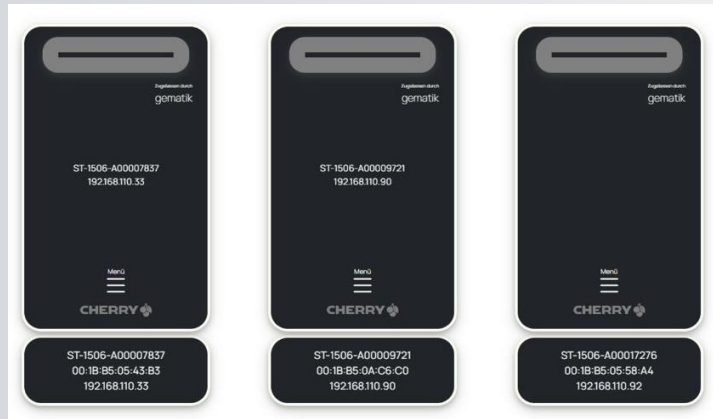 Zugelassen durch
gematik
ST-1506-A00007837
192.168.110.33
Menü
CHERRY
ST-1506-A00007837
00:1B:B5:05:43:B3
192.168.110.33
Zugelassen durch
gematik
ST-1506-A00009721
192.168.110.90
Menü
CHERRY
ST-1506-A00009721
00:1B:B5:0A:C6:C0
192.168.110.90
Zugelassen durch
gematik
Menü
CHERRY
ST-1506-A00017276
00:1B:B5:05:58:A4
192.168.110.92